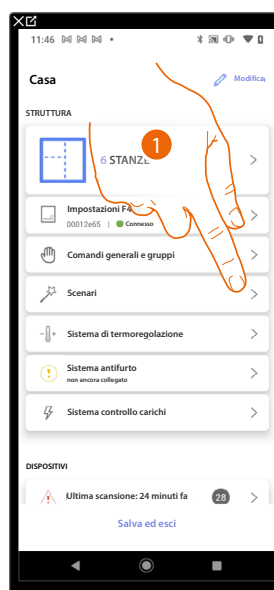 11:46
Casa
Modifica
STRUTTURA
6 STANZE
1
Impostazioni F4
00012e65 | Connesso
Comandi generali e gruppi
Scenari
Sistema di termoregolazione
Sistema antifurto
non ancora collegato
Sistema controllo carichi
DISPOSITIVI
Ultima scansione: 24 minuti fa
28
Salva ed esci